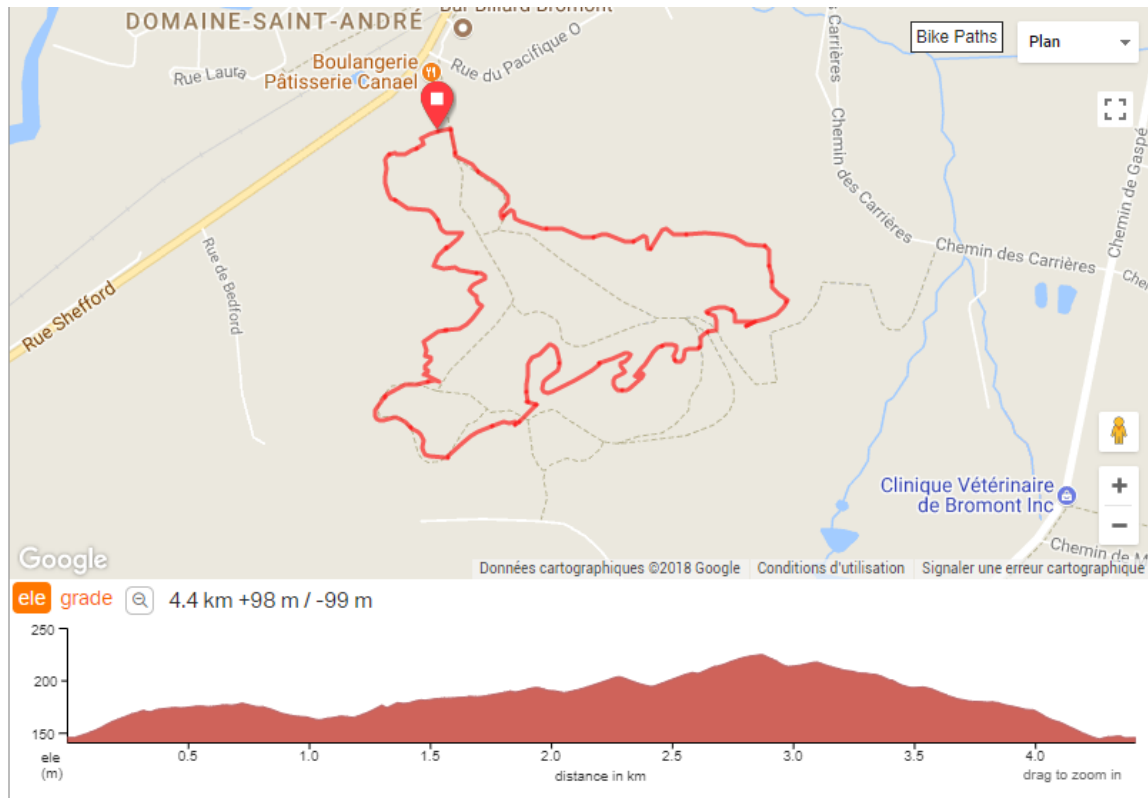 DOMAINE-SAINT-ANDRÉ
Bar Billard Bromont
Bike Paths
Plan
Rue Laura
Boulangerie
Pâtisserie Canael
Rue du Pacifique O
Chemin des Carrières
Chemin des Carrières
Chemin des Carrières
Chemin de Gaspé
Rue de Bedford
Rue Shefford
Clinique Vétérinaire
de Bromont Inc
Google
Données cartographiques ©2018 Google
Conditions d'utilisation
Signaler une erreur cartographique
ele
grade
4.4 km +98 m / -99 m
250
200
150
ele
(m)
0.5
1.0
1.5
2.0
2.5
3.0
3.5
4.0
distance in km
drag to zoom in